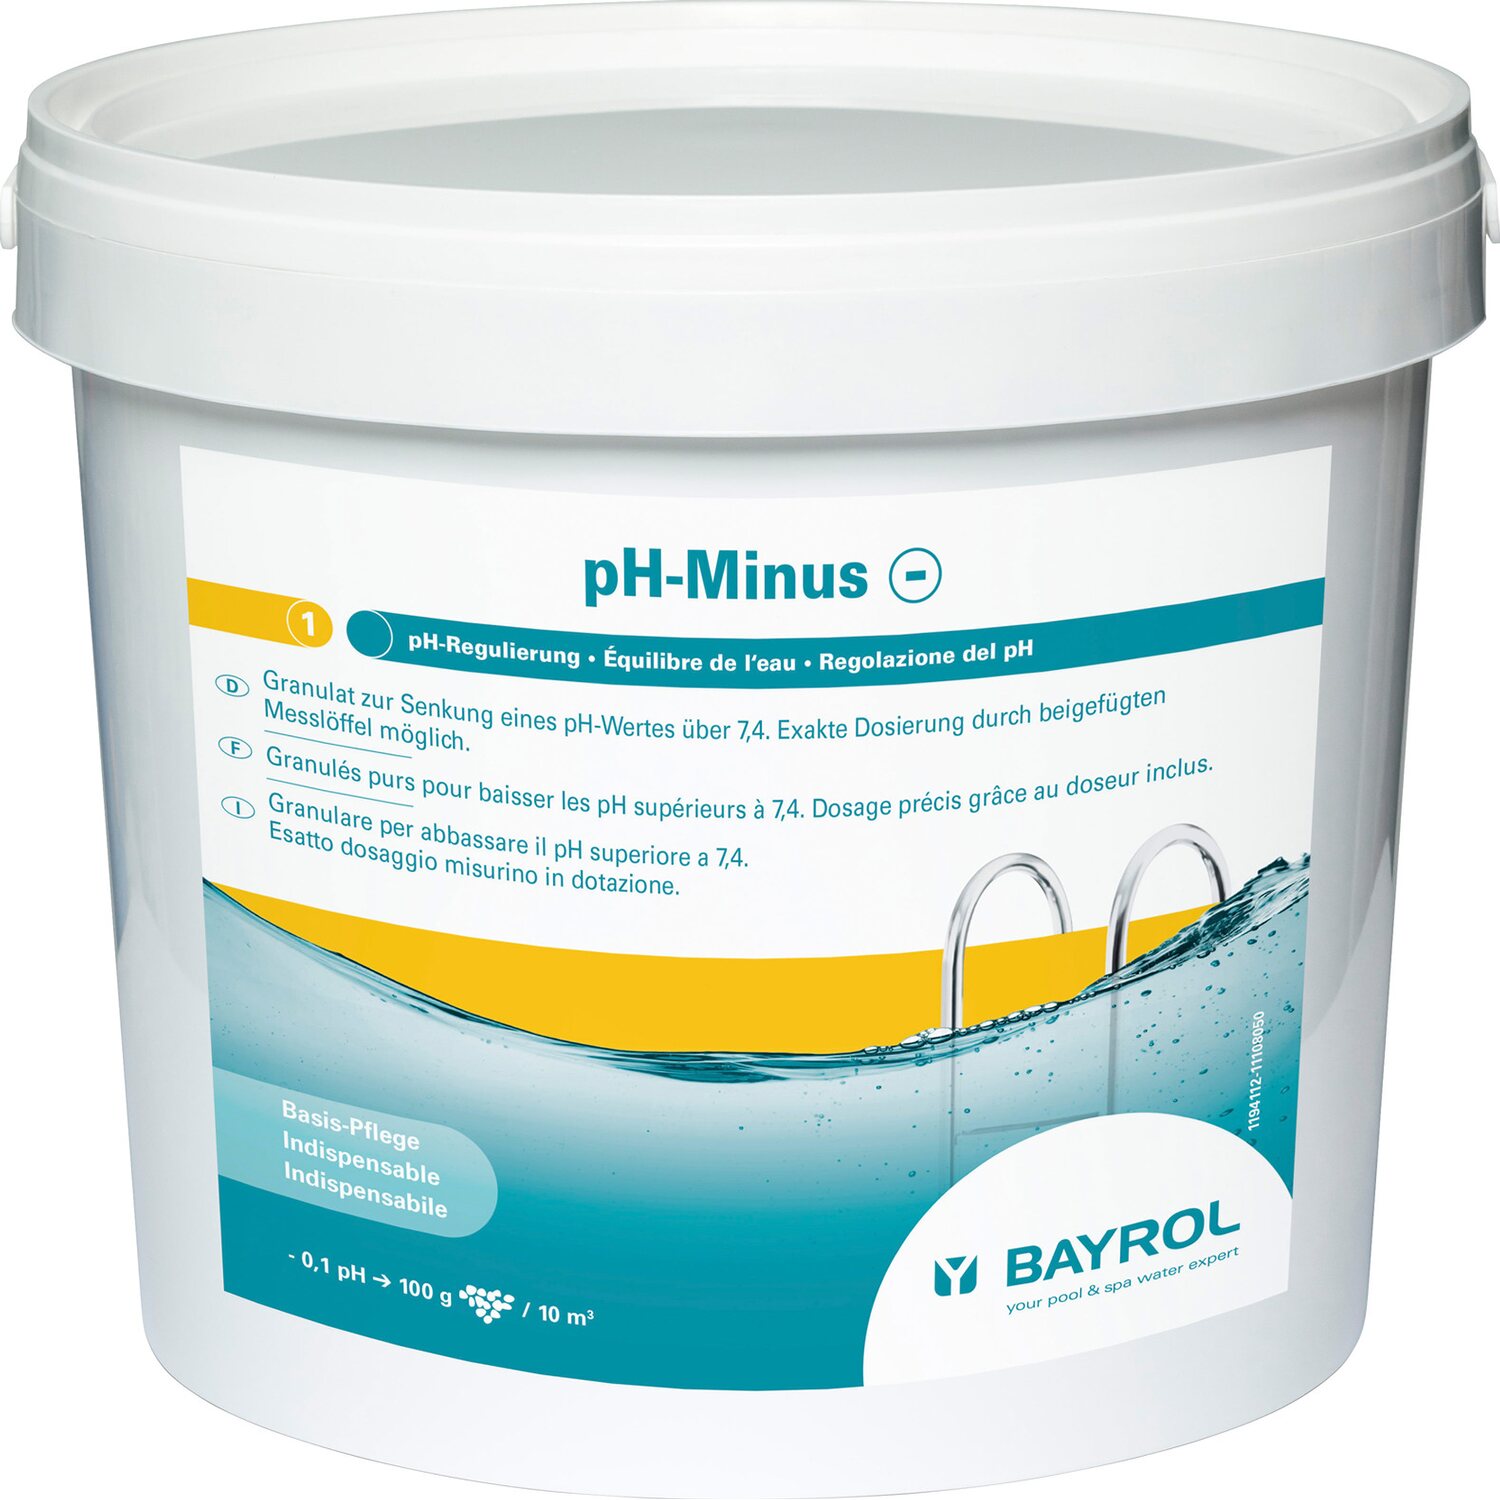 pH-Minus -
1
pH-Regulierung • Équilibre de l'eau • Regolazione del pH
D Granulat zur Senkung eines pH-Wertes über 7,4. Exakte Dosierung durch beigefügten
Messlöffel möglich.
F Granulés purs pour baisser les pH supérieurs à 7,4. Dosage précis grâce au doseur inclus.
I Granulare per abbassare il pH superiore a 7,4.
Esatto dosaggio misurino in dotazione.
1194112-11108050
Basis-Pflege
Indispensable
Indispensabile
- 0,1 pH → 100 g / 10 m³
BAYROL
your pool & spa water expert